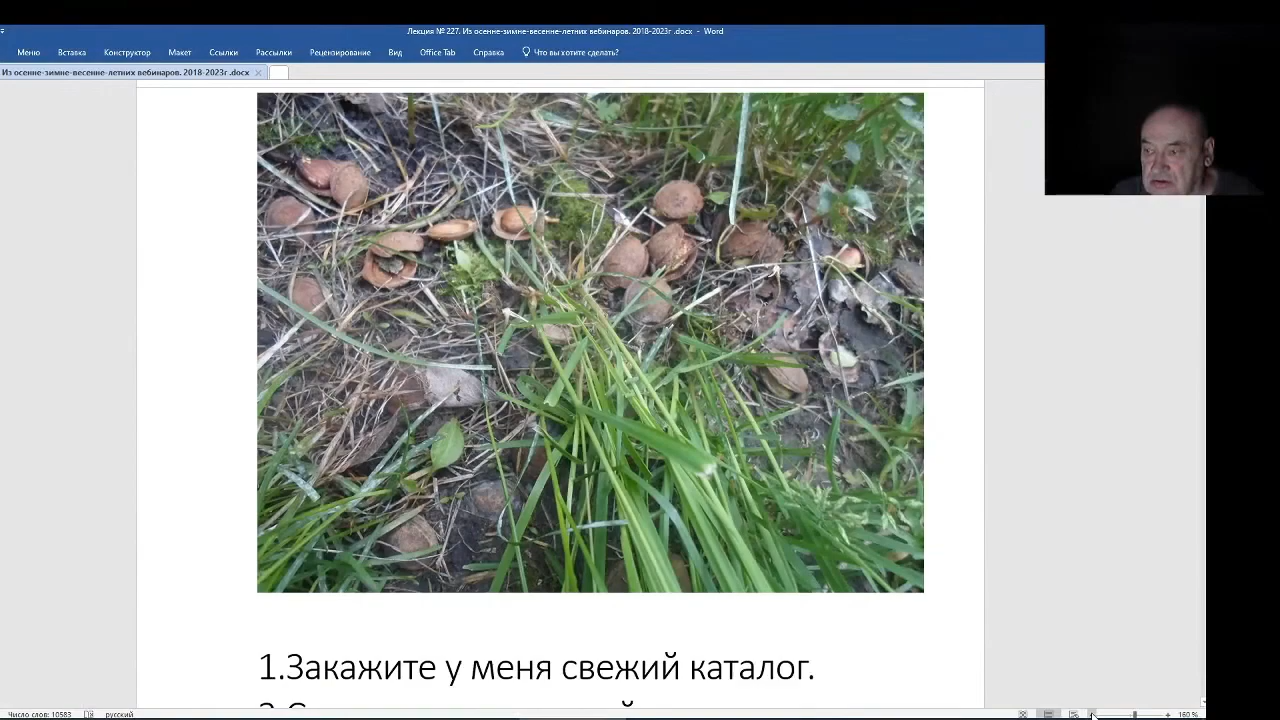 Лекция № 227. Из осенне-зимне-весенне-летних вебинаров. 2018-2023г .docx - Word
Меню Вставка Конструктор Макет Ссылки Рассылки Рецензирование Вид Office Tab Справка Что вы хотите сделать?
Из осенне-зимне-весенне-летних вебинаров. 2018-2023г .docx
1.Закажите у меня свежий каталог.
Число слов: 10583 русский 160 %